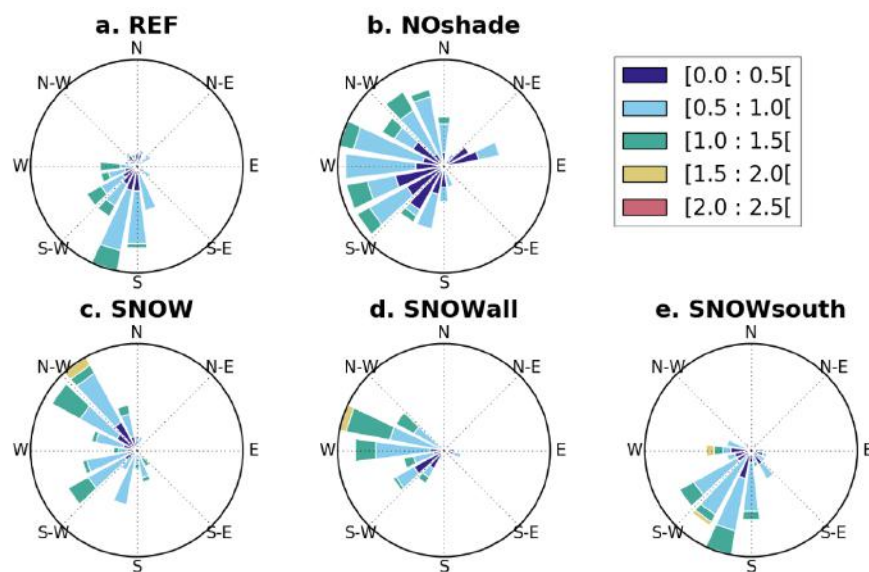 a. REF
N
N-W
N-E
W
E
S-W
S-E
S
b. NOshade
N
N-W
N-E
W
E
S-W
S-E
S
[0.0 : 0.5[
[0.5 : 1.0[
[1.0 : 1.5[
[1.5 : 2.0[
[2.0 : 2.5[
c. SNOW
N
N-W
N-E
W
E
S-W
S-E
S
d. SNOWall
N
N-W
N-E
W
E
S-W
S-E
S
e. SNOWsouth
N
N-W
N-E
W
E
S-W
S-E
S